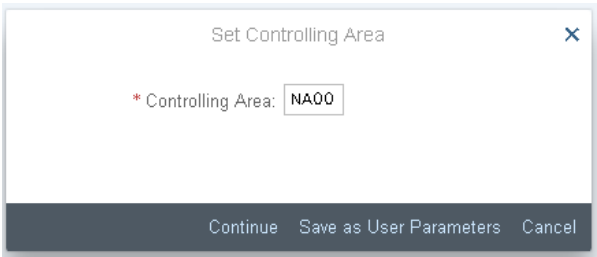 Set Controlling Area
* Controlling Area: NA00
Continue Save as User Parameters Cancel